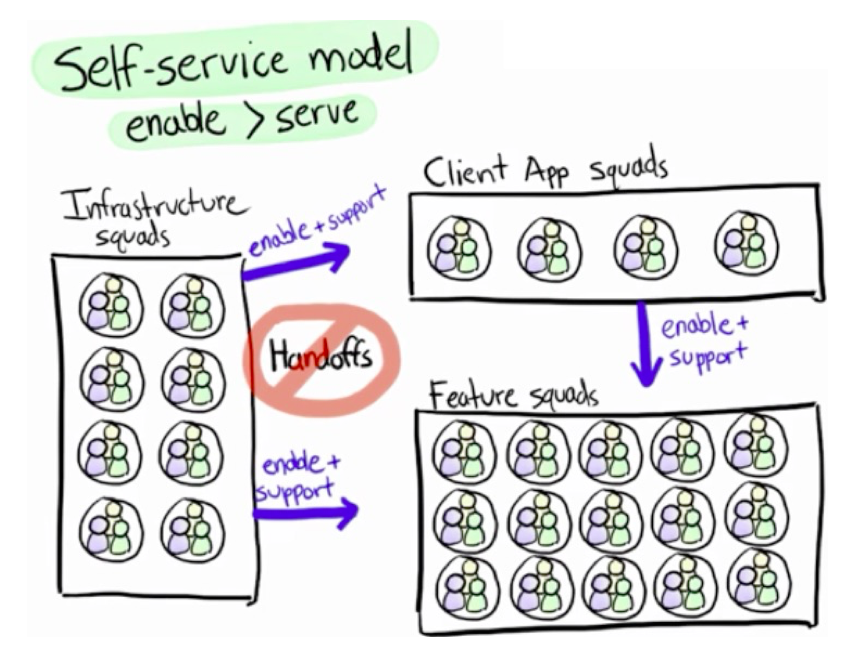 Self-service model
enable > serve
Infrastructure
squads
enable + support
Client App squads
Handoffs
enable +
support
Feature squads
enable +
support